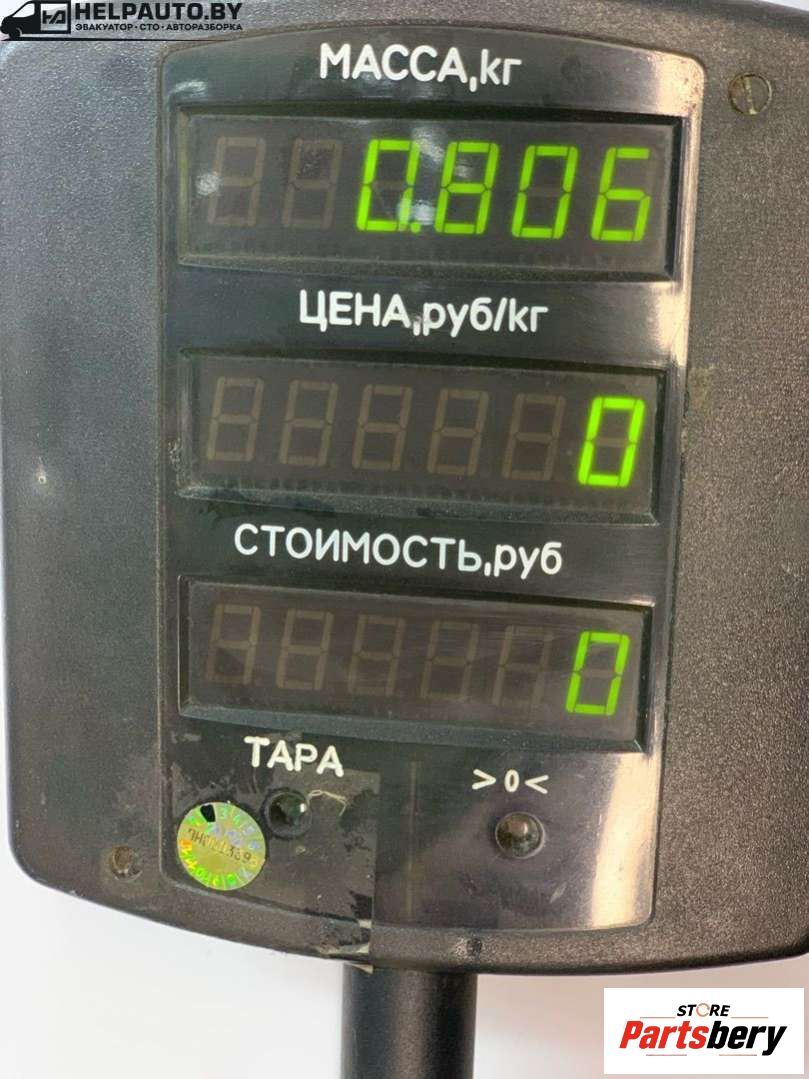 HELPAUTO.BY
ЭВАКУАТОР • СТО • АВТОРАЗБОРКА
МАССА,кг
0.806
ЦЕНА,руб/кг
0
СТОИМОСТЬ,руб
0
ТАРА
>0<
STORE
Partsbery